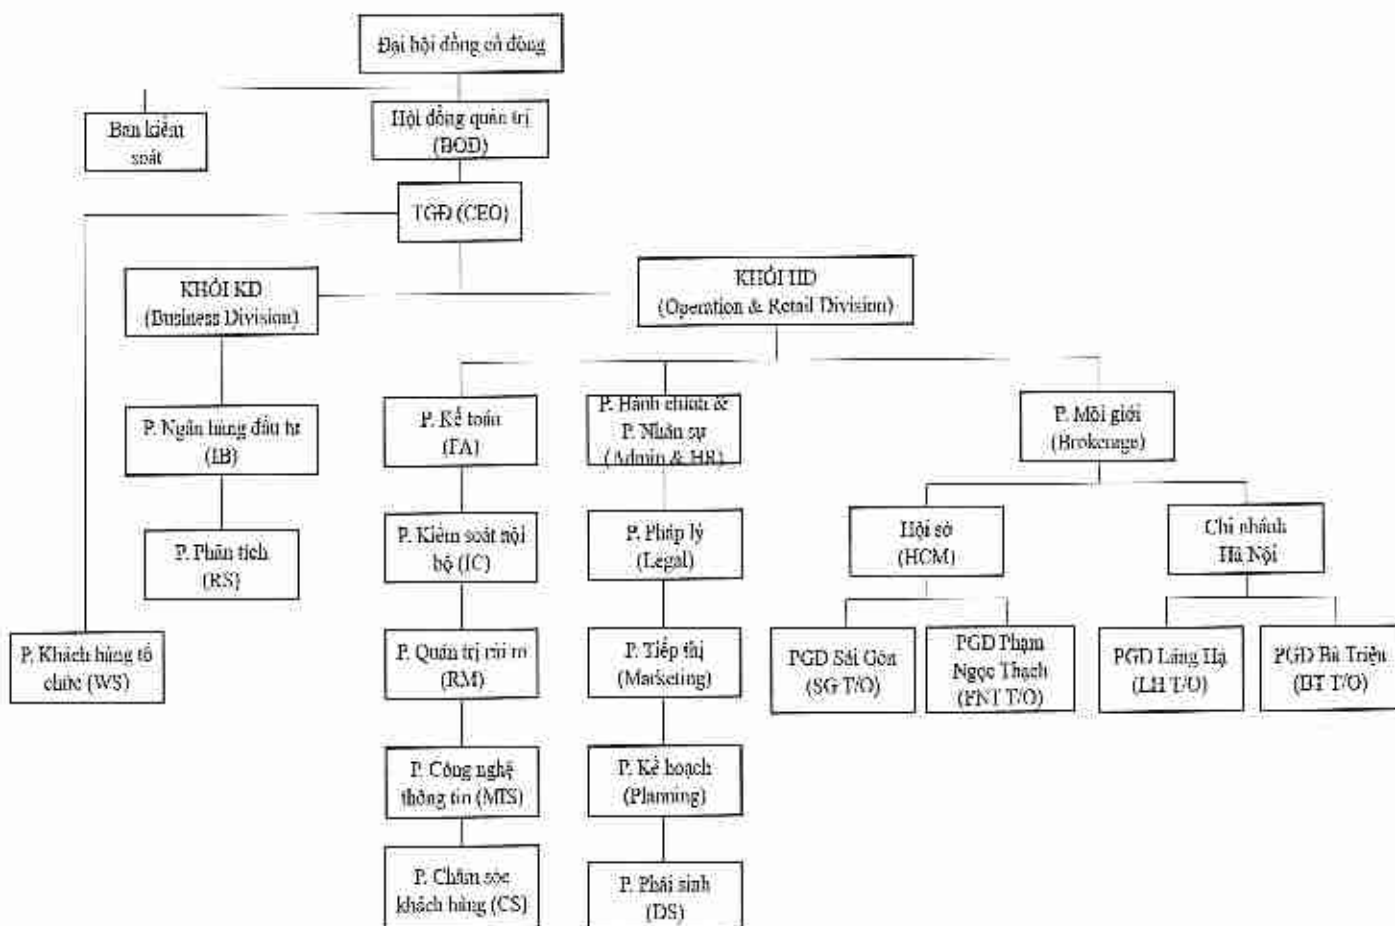 Đại hội đồng cổ đông
Ban kiểm
soát
Hội đồng quản trị
(BOD)
TGĐ (CEO)
KHỐI KD
(Business Division)
KHỐI HD
(Operation & Retail Division)
P. Ngân hàng đầu tư
(IB)
P. Kế toán
(FA)
P. Hành chính &
P. Nhân sự
(Admin & HR)
P. Môi giới
(Brokerage)
P. Phân tích
(RS)
P. Kiểm soát nội
bộ (IC)
P. Pháp lý
(Legal)
Hội sở
(HCM)
Chi nhánh
Hà Nội
P. Khách hàng tổ
chức (WS)
P. Quản trị rủi ro
(RM)
P. Tiếp thị
(Marketing)
PGD Sài Gòn
(SG T/O)
PGD Phạm
Ngọc Thạch
(PNT T/O)
PGD Láng Hạ
(LH T/O)
PGD Bà Triệu
(BT T/O)
P. Công nghệ
thông tin (MTS)
P. Kế hoạch
(Planning)
P. Chăm sóc
khách hàng (CS)
P. Phái sinh
(DS)